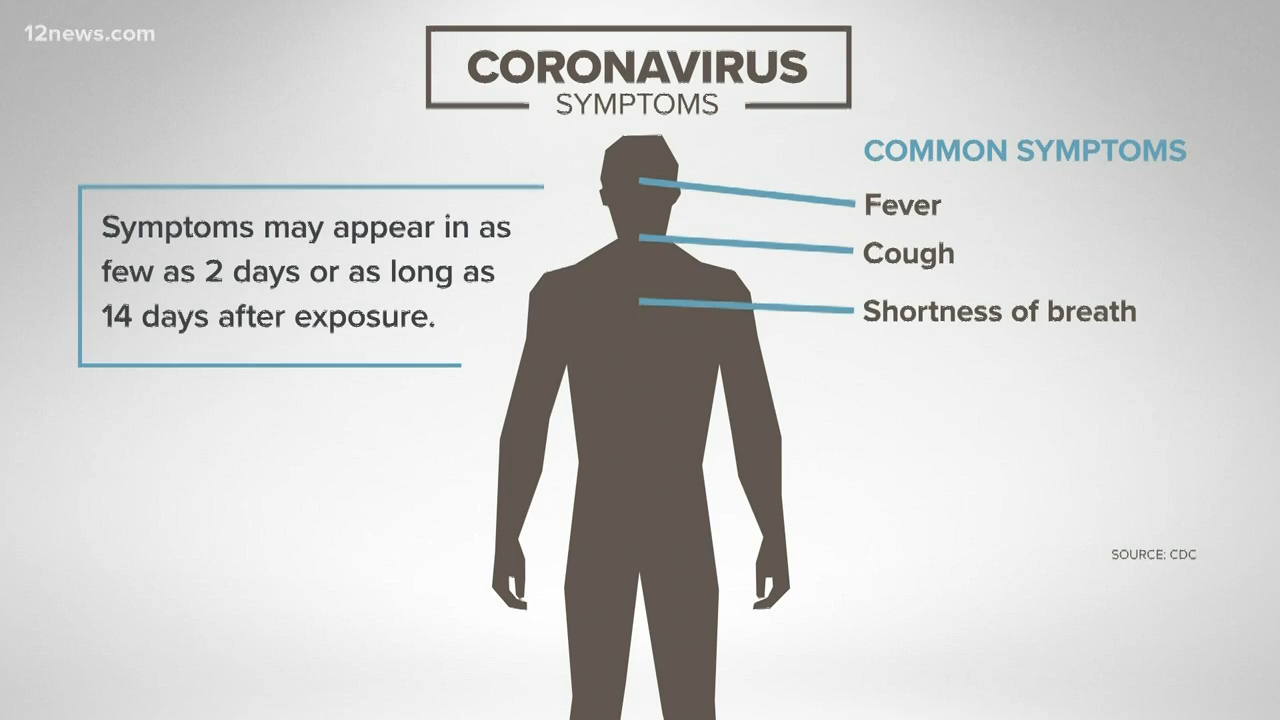 12news.com
CORONAVIRUS
SYMPTOMS
Symptoms may appear in as
few as 2 days or as long as
14 days after exposure.
COMMON SYMPTOMS
Fever
Cough
Shortness of breath
SOURCE: CDC